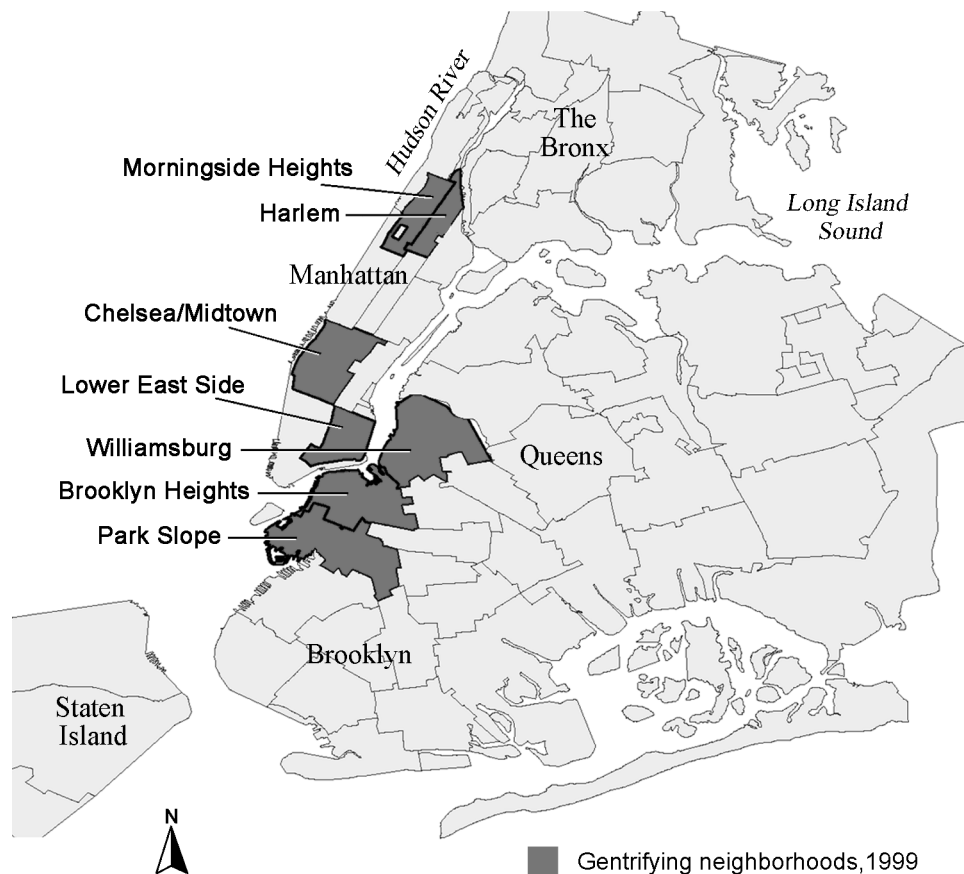 Hudson River
The
Bronx
Morningside Heights
Harlem
Long Island
Sound
Manhattan
Chelsea/Midtown
Lower East Side
Williamsburg
Queens
Brooklyn Heights
Park Slope
Brooklyn
Staten
Island
N
Gentrifying neighborhoods,1999